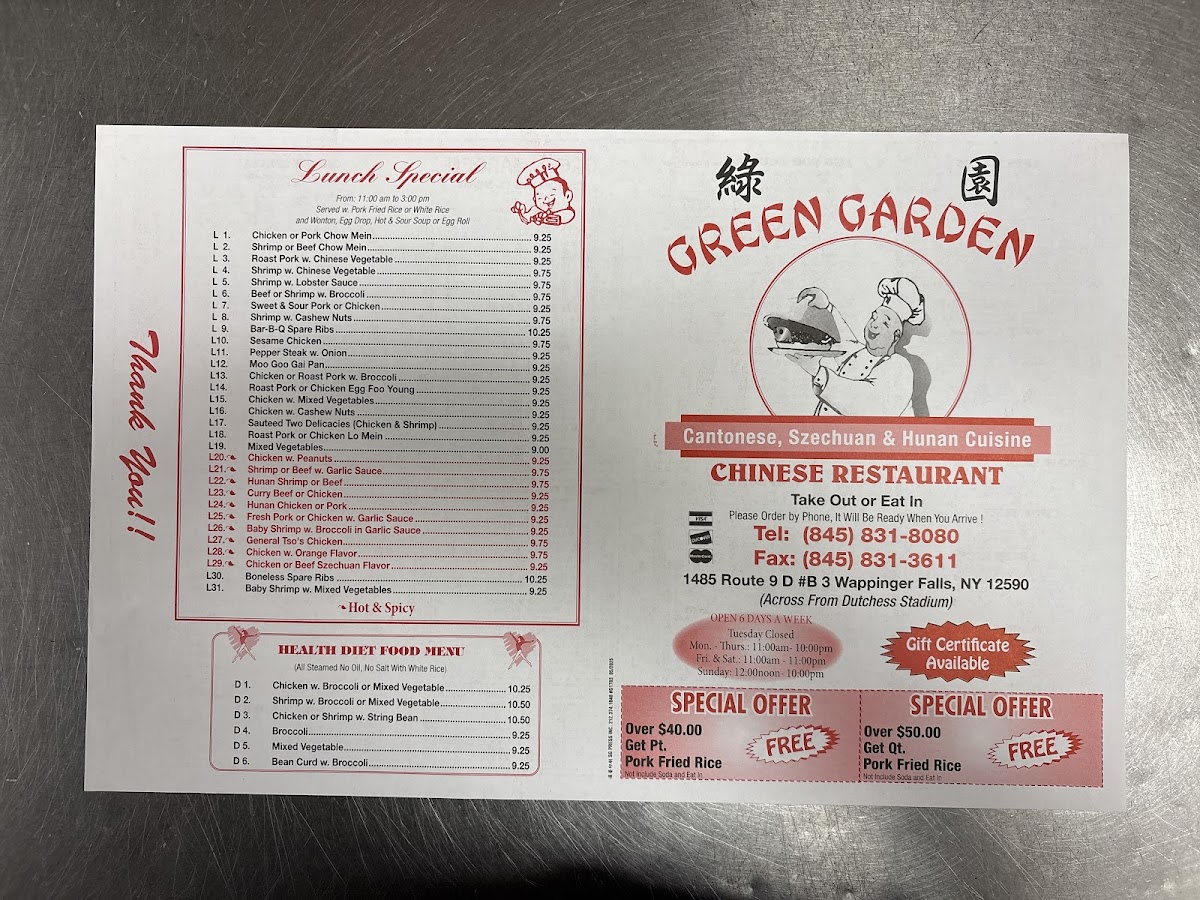 Lunch Special
From: 11:00 am to 3:00 pm
Served w. Pork Fried Rice or White Rice
and Wonton, Egg Drop, Hot & Sour Soup or Egg Roll
L 1. Chicken or Pork Chow Mein 9.25
L 2. Shrimp or Beef Chow Mein 9.25
L 3. Roast Pork w. Chinese Vegetable 9.25
L 4. Shrimp w. Chinese Vegetable 9.75
L 5. Shrimp w. Lobster Sauce 9.75
L 6. Beef or Shrimp w. Broccoli 9.75
L 7. Sweet & Sour Pork or Chicken 9.25
L 8. Shrimp w. Cashew Nuts 9.75
L 9. Bar-B-Q Spare Ribs 10.25
L10. Sesame Chicken 9.75
L11. Pepper Steak w. Onion 9.25
L12. Moo Goo Gai Pan 9.25
L13. Chicken or Roast Pork w. Broccoli 9.25
L14. Roast Pork or Chicken Egg Foo Young 9.25
L15. Chicken w. Mixed Vegetables 9.25
L16. Chicken w. Cashew Nuts 9.25
L17. Sauteed Two Delicacies (Chicken & Shrimp) 9.25
L18. Roast Pork or Chicken Lo Mein 9.25
L19. Mixed Vegetables 9.00
L20. Chicken w. Peanuts 9.25
L21. Shrimp or Beef w. Garlic Sauce 9.75
L22. Hunan Shrimp or Beef 9.75
L23. Curry Beef or Chicken 9.25
L24. Hunan Chicken or Pork 9.25
L25. Fresh Pork or Chicken w. Garlic Sauce 9.25
L26. Baby Shrimp w. Broccoli in Garlic Sauce 9.25
L27. General Tso's Chicken 9.75
L28. Chicken w. Orange Flavor 9.75
L29. Chicken or Beef Szechuan Flavor 9.25
L30. Boneless Spare Ribs 10.25
L31. Baby Shrimp w. Mixed Vegetables 9.25
Hot & Spicy
Thank You!!
HEALTH DIET FOOD MENU
(All Steamed No Oil, No Salt With White Rice)
D 1. Chicken w. Broccoli or Mixed Vegetable 10.25
D 2. Shrimp w. Broccoli or Mixed Vegetable 10.50
D 3. Chicken or Shrimp w. String Bean 10.50
D 4. Broccoli 9.25
D 5. Mixed Vegetable 9.25
D 6. Bean Curd w. Broccoli 9.25
綠 園
GREEN GARDEN
Cantonese, Szechuan & Hunan Cuisine
CHINESE RESTAURANT
Take Out or Eat In
Please Order by Phone, It Will Be Ready When You Arrive !
VISA
DISCOVER
Tel: (845) 831-8080
Fax: (845) 831-3611
1485 Route 9 D #B 3 Wappinger Falls, NY 12590
(Across From Dutchess Stadium)
OPEN 6 DAYS A WEEK
Tuesday Closed
Mon. - Thurs.: 11:00am- 10:00pm
Fri. & Sat.: 11:00am - 11:00pm
Sunday: 12:00noon- 10:00pm
Gift Certificate
Available
SPECIAL OFFER
Over $40.00
Get Pt.
Pork Fried Rice
FREE
Not Include Soda and Eat In
SPECIAL OFFER
Over $50.00
Get Qt.
Pork Fried Rice
FREE
Not Include Soda and Eat In